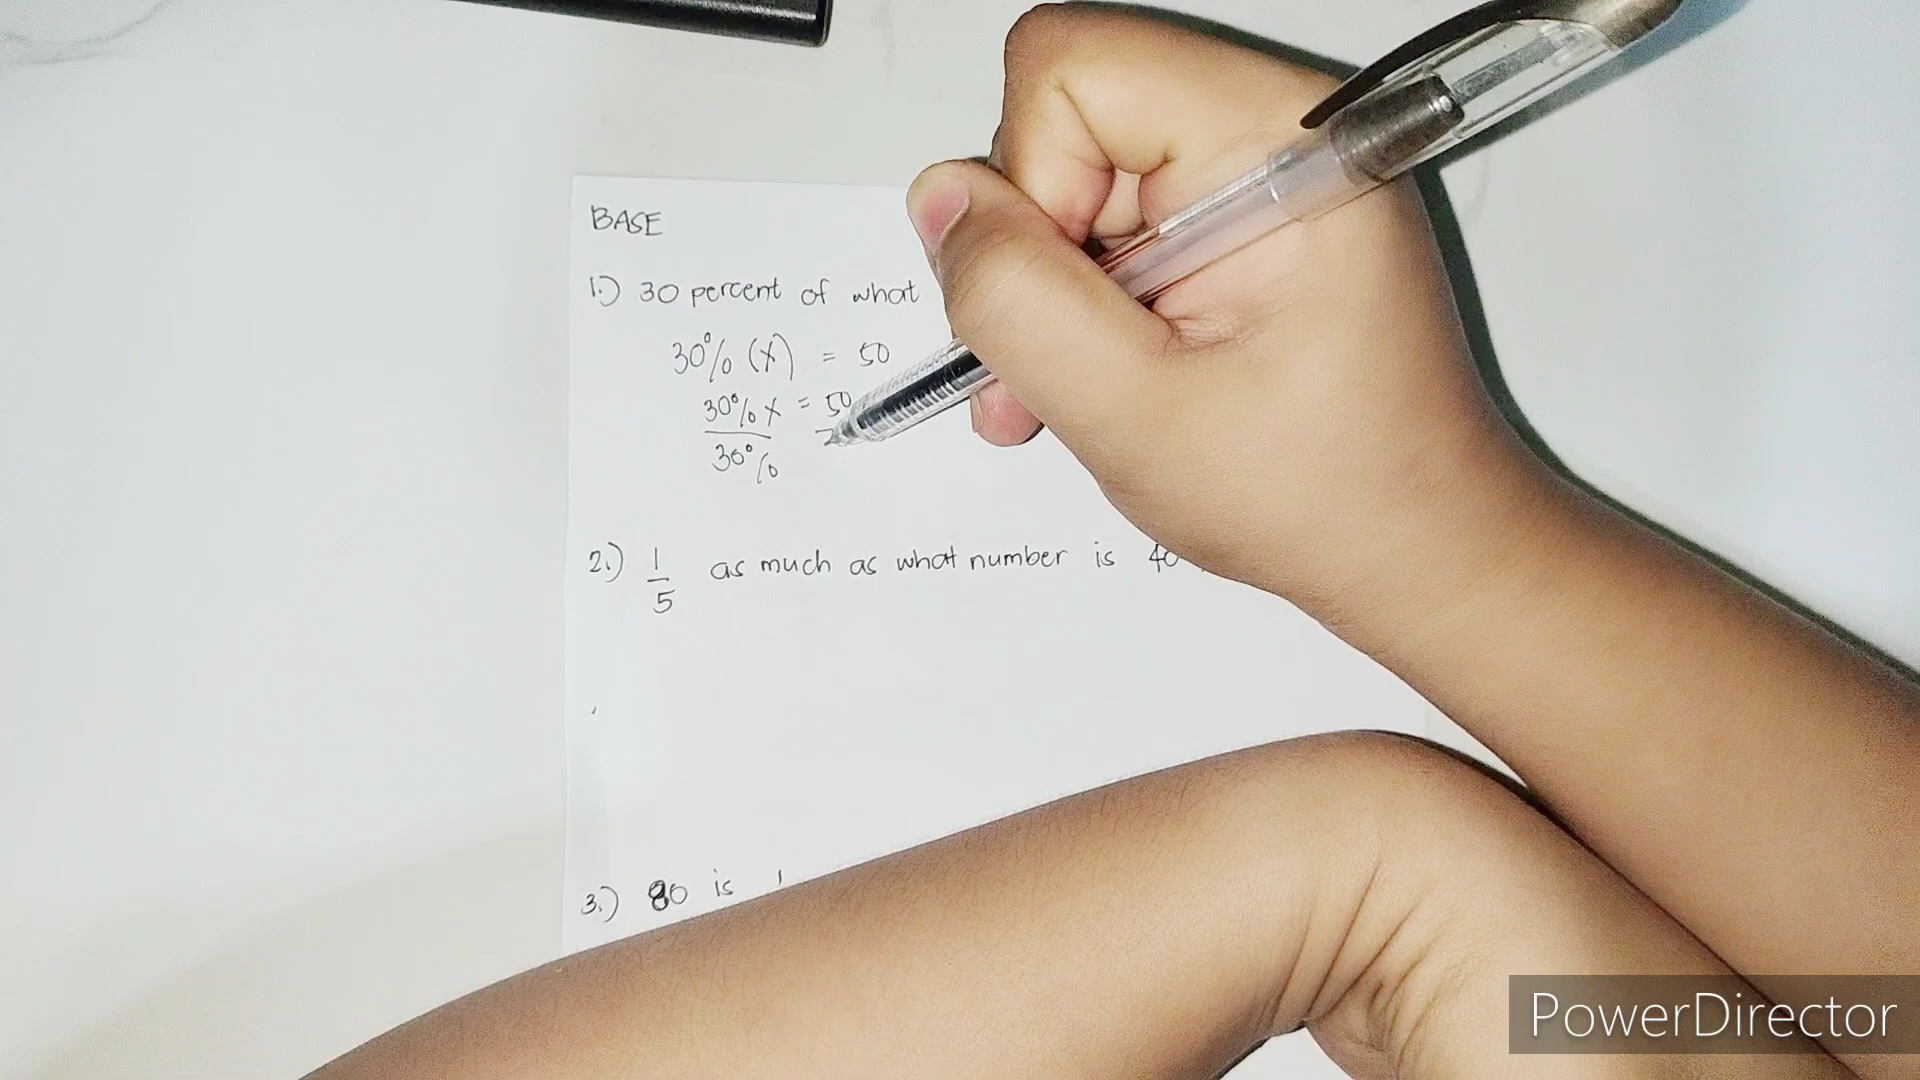 BASE
1.) 30 percent of what
30% (x) = 50
30% x = 50
30%
2.) 1
5 as much as what number is 40
3.) 80 is
PowerDirector